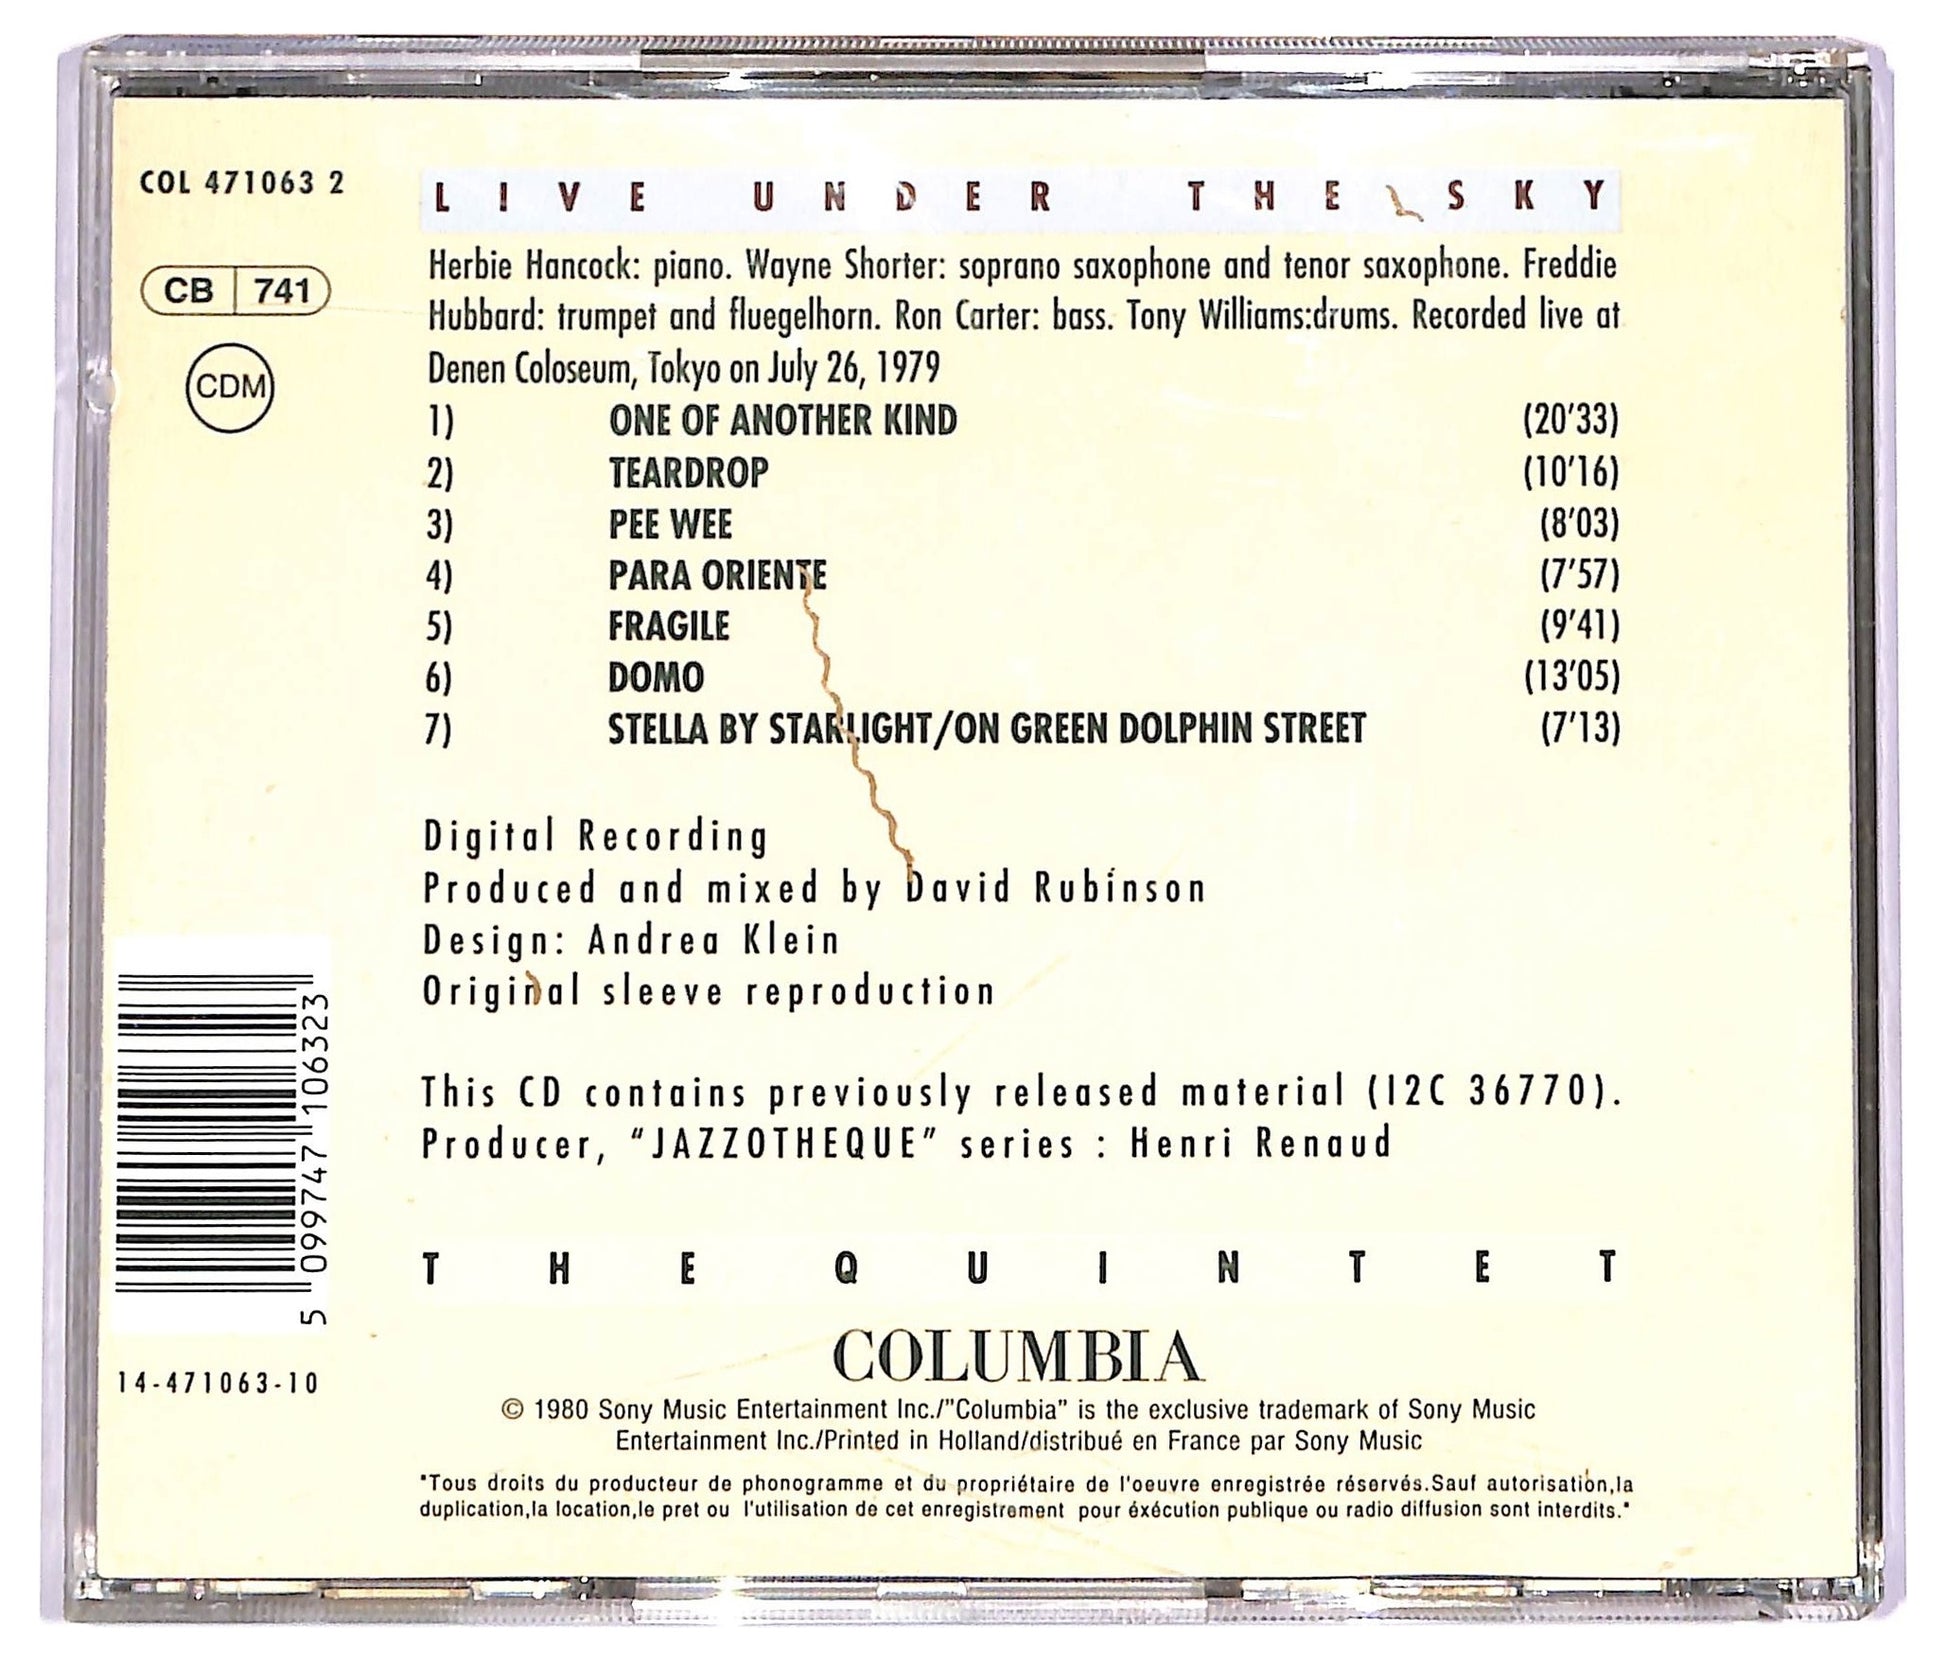 COL 471063 2
CB 741
CDM
LIVE UNDER THE SKY
Herbie Hancock: piano. Wayne Shorter: soprano saxophone and tenor saxophone. Freddie
Hubbard: trumpet and fluegelhorn. Ron Carter: bass. Tony Williams:drums. Recorded live at
Denen Coloseum, Tokyo on July 26, 1979
1) ONE OF ANOTHER KIND (20'33)
2) TEARDROP (10'16)
3) PEE WEE (8'03)
4) PARA ORIENTE (7'57)
5) FRAGILE (9'41)
6) DOMO (13'05)
7) STELLA BY STARLIGHT/ON GREEN DOLPHIN STREET (7'13)
Digital Recording
Produced and mixed by David Rubinson
Design: Andrea Klein
Original sleeve reproduction
This CD contains previously released material (I2C 36770).
Producer, "JAZZOTHEQUE" series : Henri Renaud
THE QUINTET
COLUMBIA
© 1980 Sony Music Entertainment Inc./"Columbia" is the exclusive trademark of Sony Music
Entertainment Inc./Printed in Holland/distribué en France par Sony Music
"Tous droits du producteur de phonogramme et du propriétaire de l'oeuvre enregistrée réservés.Sauf autorisation,la
duplication,la location,le pret ou l'utilisation de cet enregistrement pour éxécution publique ou radio diffusion sont interdits."
5 099747 106323
14-471063-10